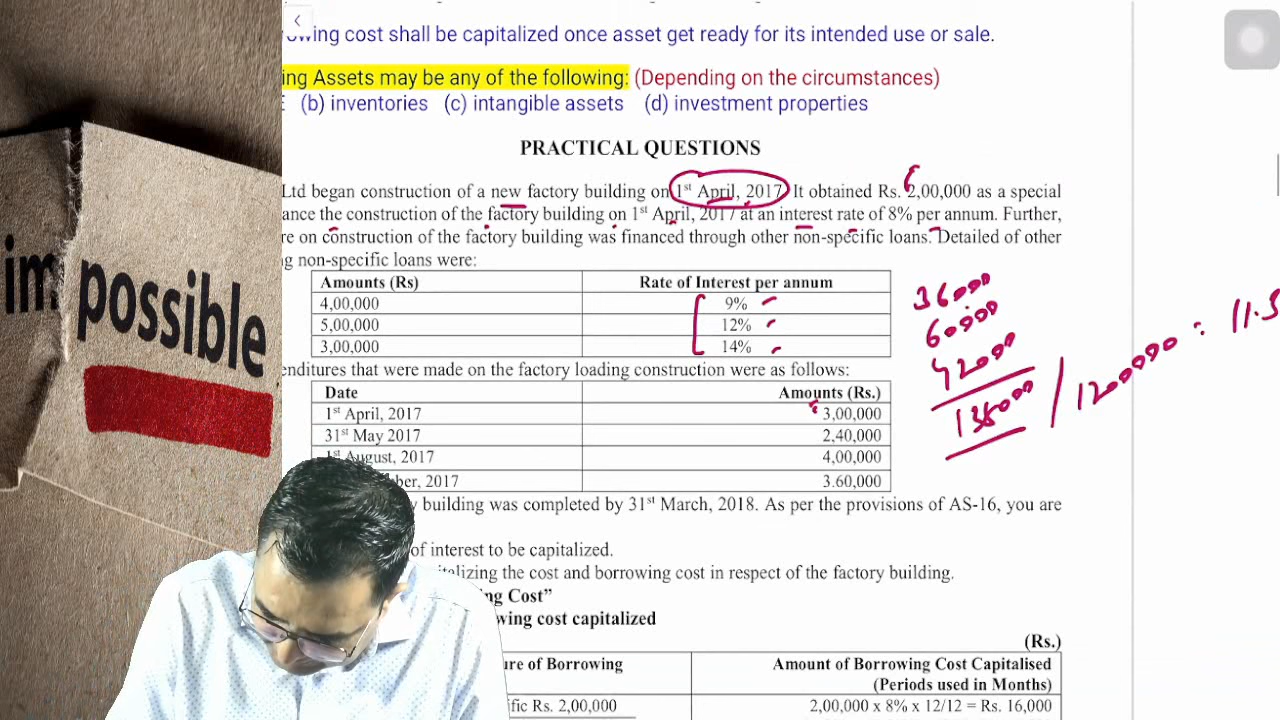 owing cost shall be capitalized once asset get ready for its intended use or sale.
ing Assets may be any of the following: (Depending on the circumstances)
(b) inventories (c) intangible assets (d) investment properties
PRACTICAL QUESTIONS
Ltd began construction of a new factory building on 1st April, 2017. It obtained Rs. 2,00,000 as a special
ance the construction of the factory building on 1st April, 2017 at an interest rate of 8% per annum. Further,
re on construction of the factory building was financed through other non-specific loans. Detailed of other
ng non-specific loans were:
Amounts (Rs) Rate of Interest per annum
4,00,000 9%
5,00,000 12%
3,00,000 14%
36000
60000
42000
138000 / 1200000 = 11.5
enditures that were made on the factory loading construction were as follows:
Date Amounts (Rs.)
1st April, 2017 3,00,000
31st May 2017 2,40,000
1st August, 2017 4,00,000
ber, 2017 3.60,000
y building was completed by 31st March, 2018. As per the provisions of AS-16, you are
of interest to be capitalized.
italizing the cost and borrowing cost in respect of the factory building.
ng Cost”
wing cost capitalized
(Rs.)
ure of Borrowing Amount of Borrowing Cost Capitalised
(Periods used in Months)
fic Rs. 2,00,000 2,00,000 x 8% x 12/12 = Rs. 16,000
impossible